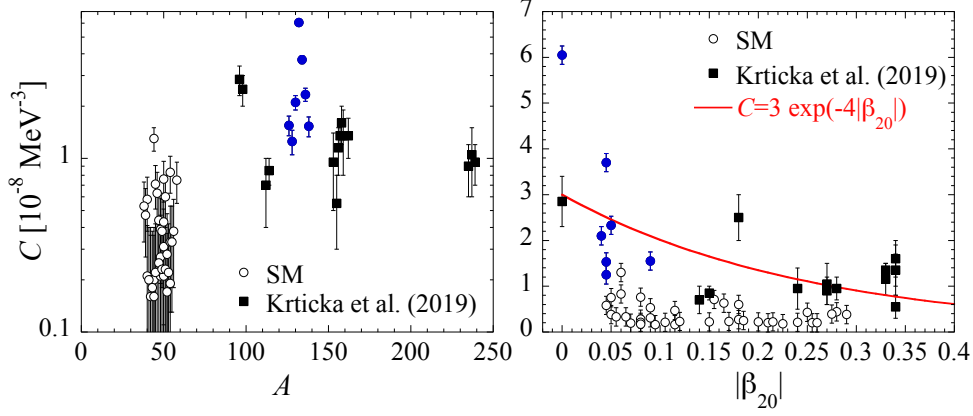 C [10⁻⁸ MeV⁻³]
1
0.1
SM
Krticka et al. (2019)
0 50 100 150 200 250
A
7
6
5
4
3
2
1
0
SM
Krticka et al. (2019)
C=3 exp(-4|β₂₀|)
0 0.05 0.1 0.15 0.2 0.25 0.3 0.35 0.4
|β₂₀|